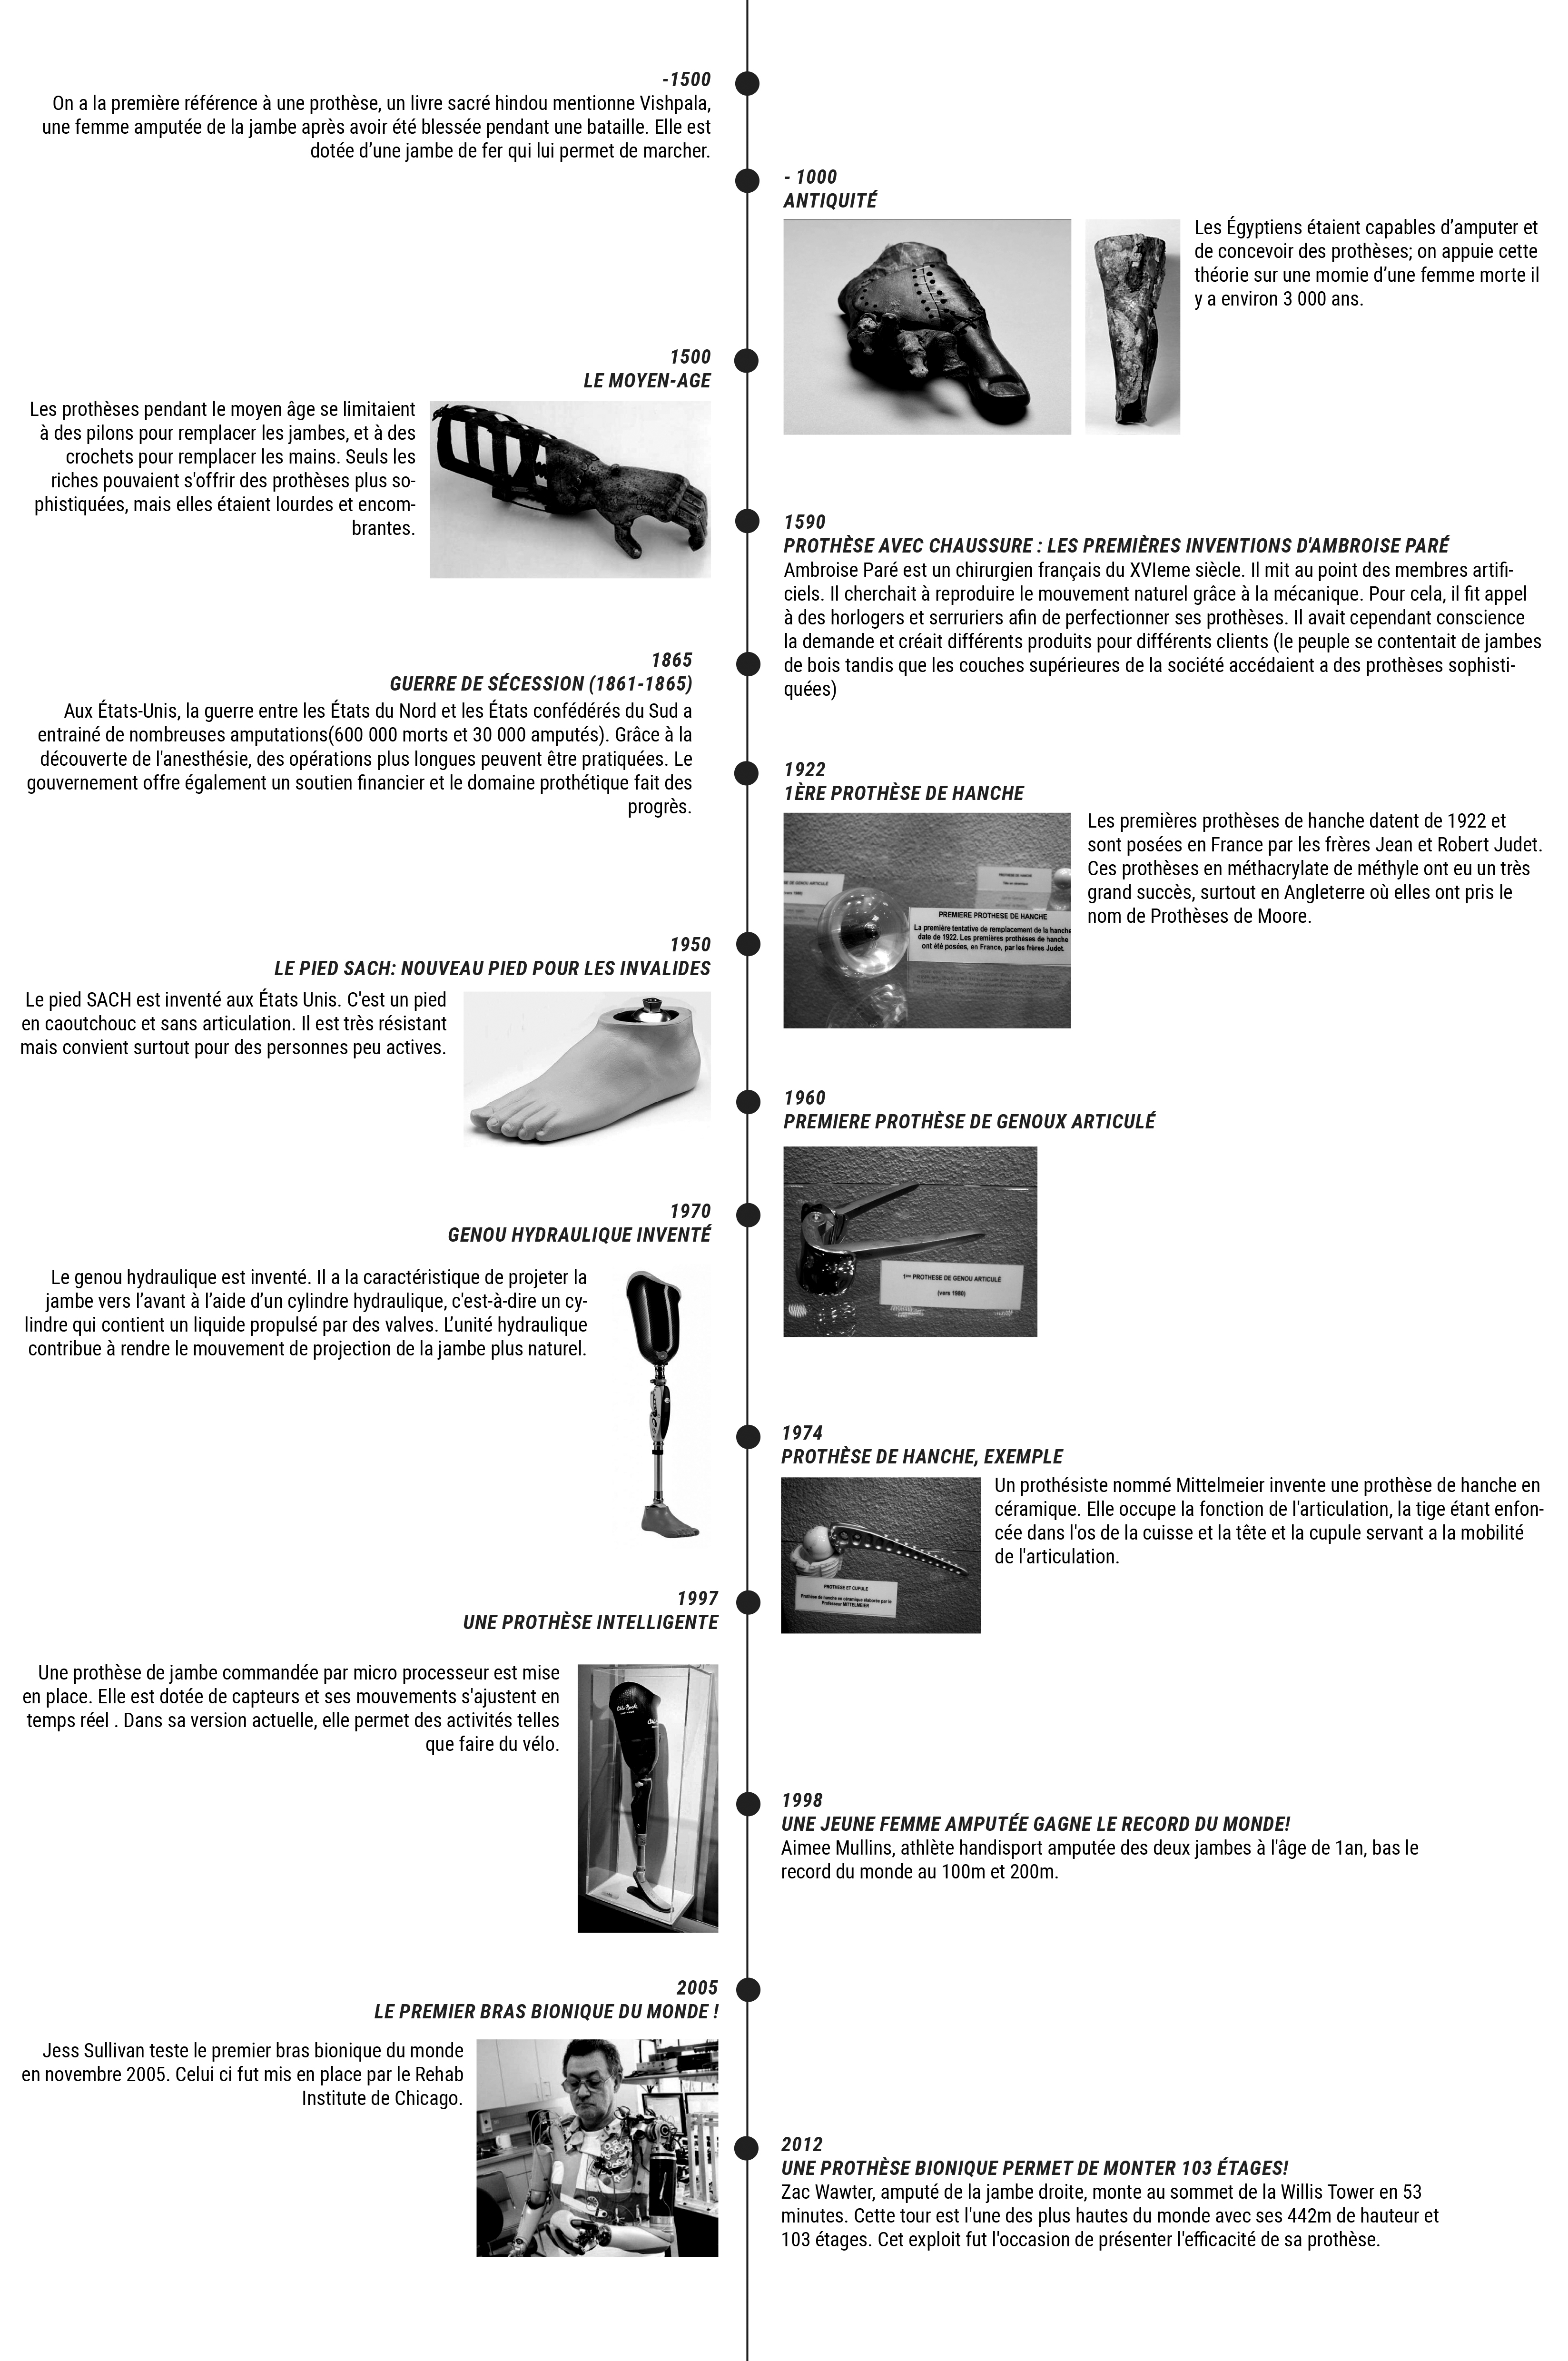 -1500
On a la première référence à une prothèse, un livre sacré hindou mentionne Vishpala,
une femme amputée de la jambe après avoir été blessée pendant une bataille. Elle est
dotée d’une jambe de fer qui lui permet de marcher.
- 1000
ANTIQUITÉ
Les Égyptiens étaient capables d’amputer et
de concevoir des prothèses; on appuie cette
théorie sur une momie d’une femme morte il
y a environ 3 000 ans.
1500
LE MOYEN-AGE
Les prothèses pendant le moyen âge se limitaient
à des pilons pour remplacer les jambes, et à des
crochets pour remplacer les mains. Seuls les
riches pouvaient s'offrir des prothèses plus so-
phistiquées, mais elles étaient lourdes et encom-
brantes.
1590
PROTHÈSE AVEC CHAUSSURE : LES PREMIÈRES INVENTIONS D'AMBROISE PARÉ
Ambroise Paré est un chirurgien français du XVIeme siècle. Il mit au point des membres artifi-
ciels. Il cherchait à reproduire le mouvement naturel grâce à la mécanique. Pour cela, il fit appel
à des horlogers et serruriers afin de perfectionner ses prothèses. Il avait cependant conscience
la demande et créait différents produits pour différents clients (le peuple se contentait de jambes
de bois tandis que les couches supérieures de la société accédaient a des prothèses sophisti-
quées)
1865
GUERRE DE SÉCESSION (1861-1865)
Aux États-Unis, la guerre entre les États du Nord et les États confédérés du Sud a
entrainé de nombreuses amputations(600 000 morts et 30 000 amputés). Grâce à la
découverte de l'anesthésie, des opérations plus longues peuvent être pratiquées. Le
gouvernement offre également un soutien financier et le domaine prothétique fait des
progrès.
1922
1ÈRE PROTHÈSE DE HANCHE
PROTHESE DE HANCHE
SE DE GENOU ARTICULÉ
PREMIERE PROTHESE DE HANCHE
La première tentative de remplacement de la hanche
date de 1922. Les premières prothèses de hanche
ont été posées, en France, par les frères Judet.
Les premières prothèses de hanche datent de 1922 et
sont posées en France par les frères Jean et Robert Judet.
Ces prothèses en méthacrylate de méthyle ont eu un très
grand succès, surtout en Angleterre où elles ont pris le
nom de Prothèses de Moore.
1950
LE PIED SACH: NOUVEAU PIED POUR LES INVALIDES
Le pied SACH est inventé aux États Unis. C'est un pied
en caoutchouc et sans articulation. Il est très résistant
mais convient surtout pour des personnes peu actives.
1960
PREMIERE PROTHÈSE DE GENOUX ARTICULÉ
1ère PROTHESE DE GENOU ARTICULÉ
(vers 1980)
1970
GENOU HYDRAULIQUE INVENTÉ
Le genou hydraulique est inventé. Il a la caractéristique de projeter la
jambe vers l’avant à l’aide d’un cylindre hydraulique, c'est-à-dire un cy-
lindre qui contient un liquide propulsé par des valves. L’unité hydraulique
contribue à rendre le mouvement de projection de la jambe plus naturel.
1974
PROTHÈSE DE HANCHE, EXEMPLE
PROTHESE ET CUPULE
Prothèse de hanche en céramique élaborée par le
Professeur MITTELMEIER
Un prothésiste nommé Mittelmeier invente une prothèse de hanche en
céramique. Elle occupe la fonction de l'articulation, la tige étant enfon-
cée dans l'os de la cuisse et la tête et la cupule servant a la mobilité
de l'articulation.
1997
UNE PROTHÈSE INTELLIGENTE
Une prothèse de jambe commandée par micro processeur est mise
en place. Elle est dotée de capteurs et ses mouvements s'ajustent en
temps réel . Dans sa version actuelle, elle permet des activités telles
que faire du vélo.
1998
UNE JEUNE FEMME AMPUTÉE GAGNE LE RECORD DU MONDE!
Aimee Mullins, athlète handisport amputée des deux jambes à l'âge de 1an, bas le
record du monde au 100m et 200m.
2005
LE PREMIER BRAS BIONIQUE DU MONDE !
Jess Sullivan teste le premier bras bionique du monde
en novembre 2005. Celui ci fut mis en place par le Rehab
Institute de Chicago.
2012
UNE PROTHÈSE BIONIQUE PERMET DE MONTER 103 ÉTAGES!
Zac Wawter, amputé de la jambe droite, monte au sommet de la Willis Tower en 53
minutes. Cette tour est l'une des plus hautes du monde avec ses 442m de hauteur et
103 étages. Cet exploit fut l'occasion de présenter l'efficacité de sa prothèse.